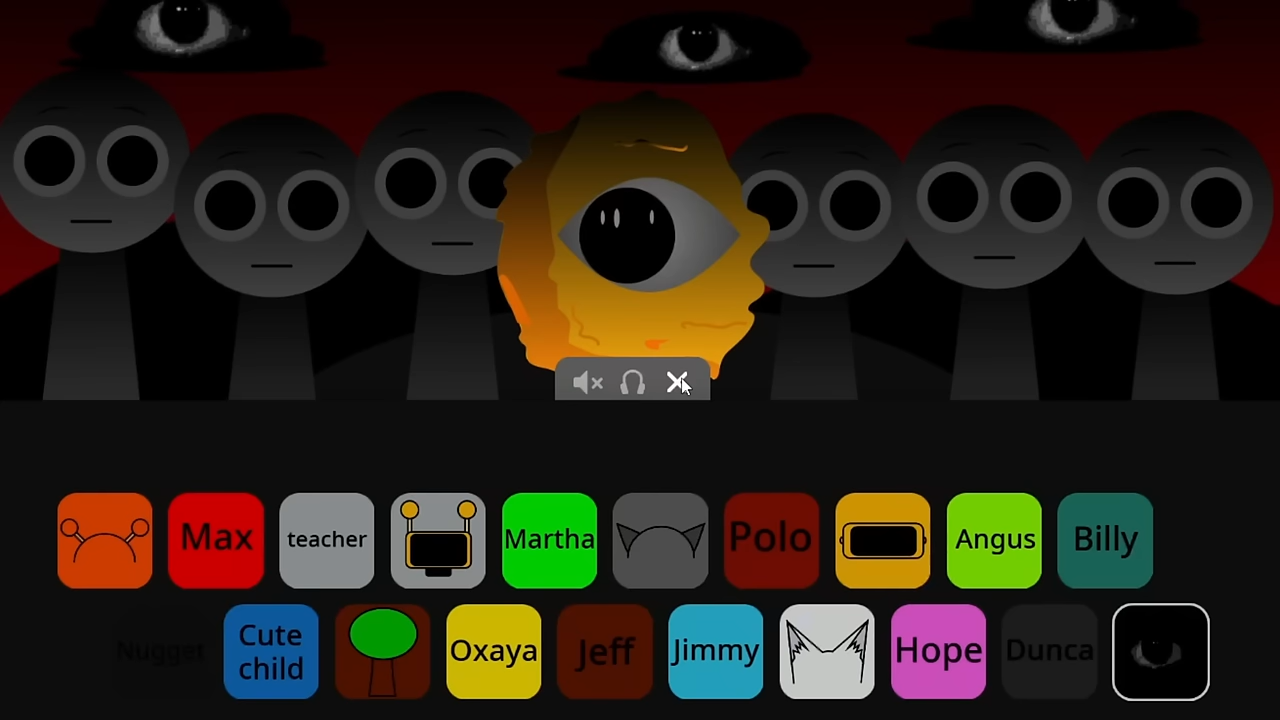 Max
teacher
Martha
Polo
Angus
Billy
Nugget
Cute
child
Oxaya
Jeff
Jimmy
Hope
Dunca